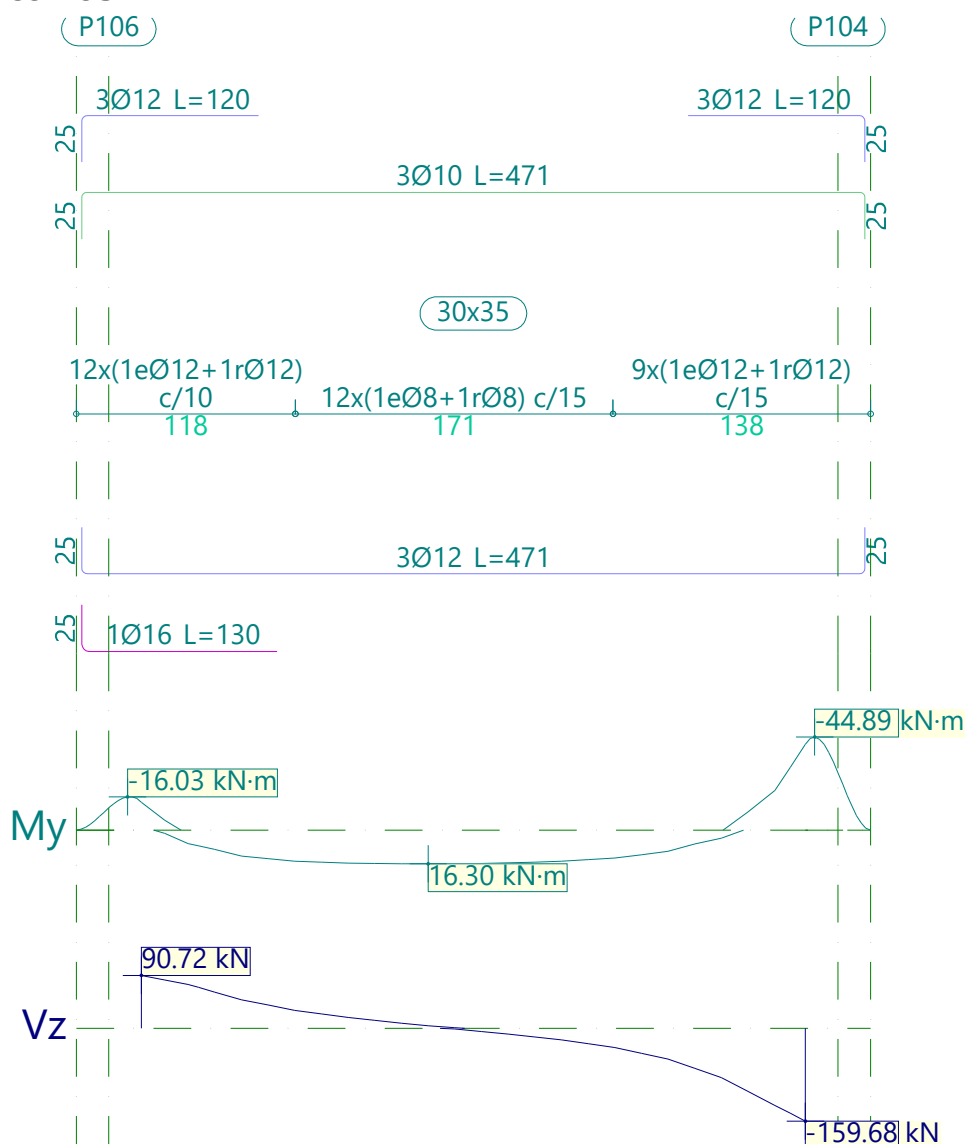 P106 P104
3Ø12 L=120 3Ø12 L=120
25 25
3Ø10 L=471
25 25
30x35
12x(1eØ12+1rØ12) 9x(1eØ12+1rØ12)
c/10 12x(1eØ8+1rØ8) c/15 c/15
118 171 138
25 25
3Ø12 L=471
25 1Ø16 L=130
-44.89 kN·m
-16.03 kN·m
My
16.30 kN·m
90.72 kN
Vz
-159.68 kN